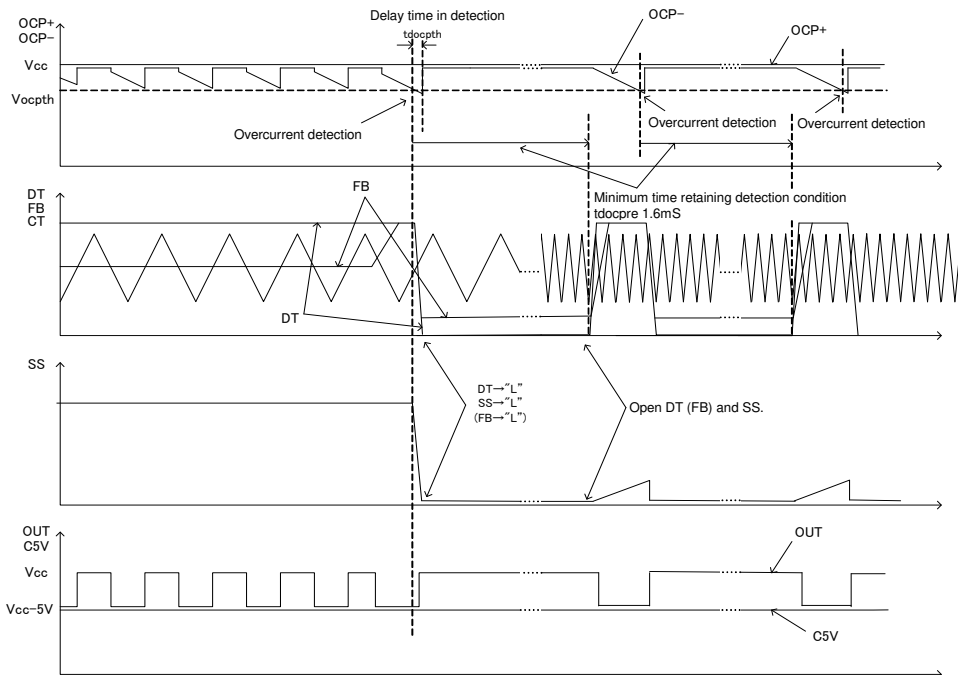 OCP+
OCP−
Delay time in detection
tdocpth
OCP−
OCP+
Vcc
Vocpth
Overcurrent detection
Overcurrent detection
Overcurrent detection
DT
FB
CT
FB
Minimum time retaining detection condition
tdocpre 1.6mS
DT
SS
DT→"L"
SS→"L"
(FB→"L")
Open DT (FB) and SS.
OUT
C5V
OUT
Vcc
Vcc−5V
C5V